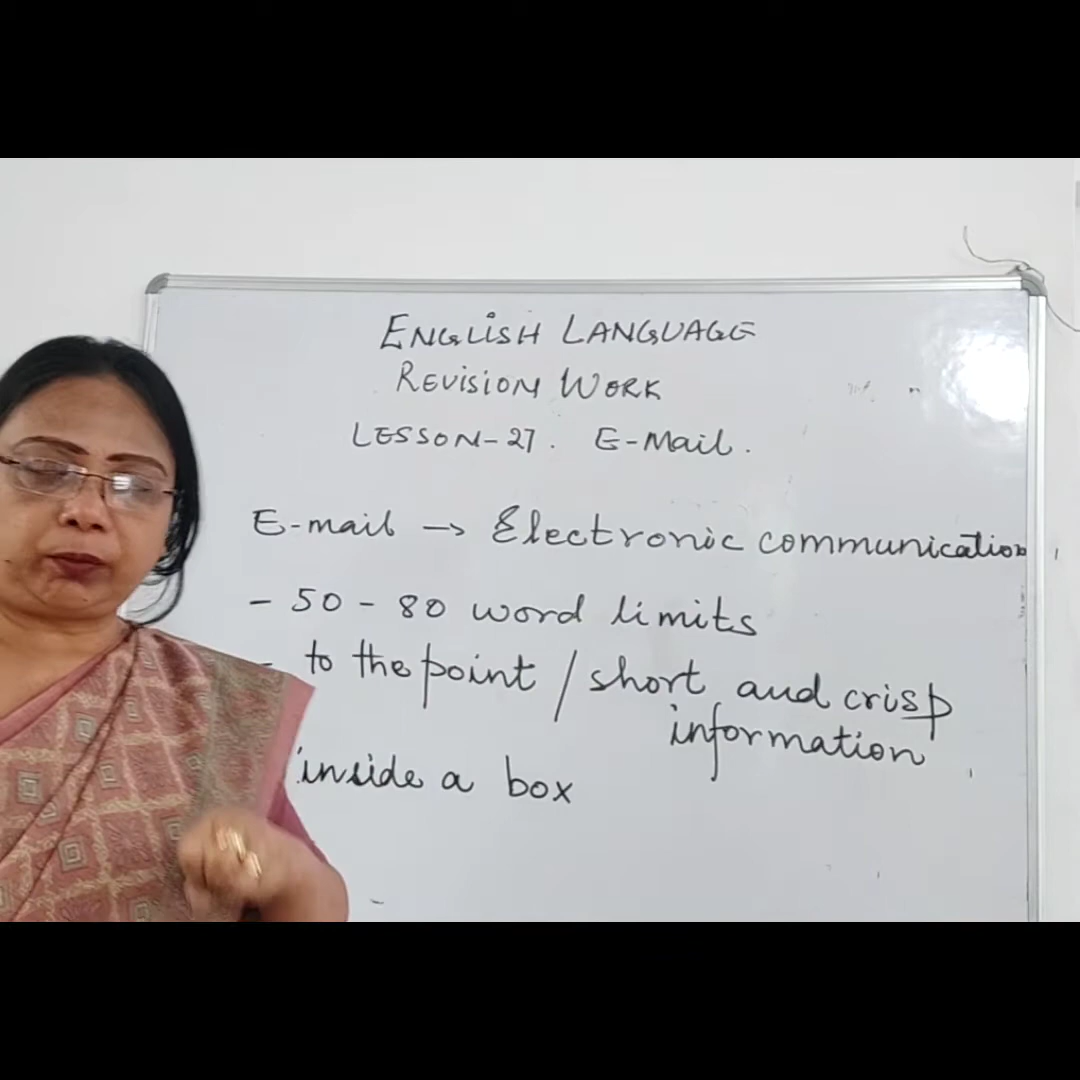 ENGLISH LANGUAGE
REVISION WORK
LESSON-27. E-Mail.
E-mail → Electronic communication
- 50 - 80 word limits
- to the point / short and crisp
information
inside a box
-